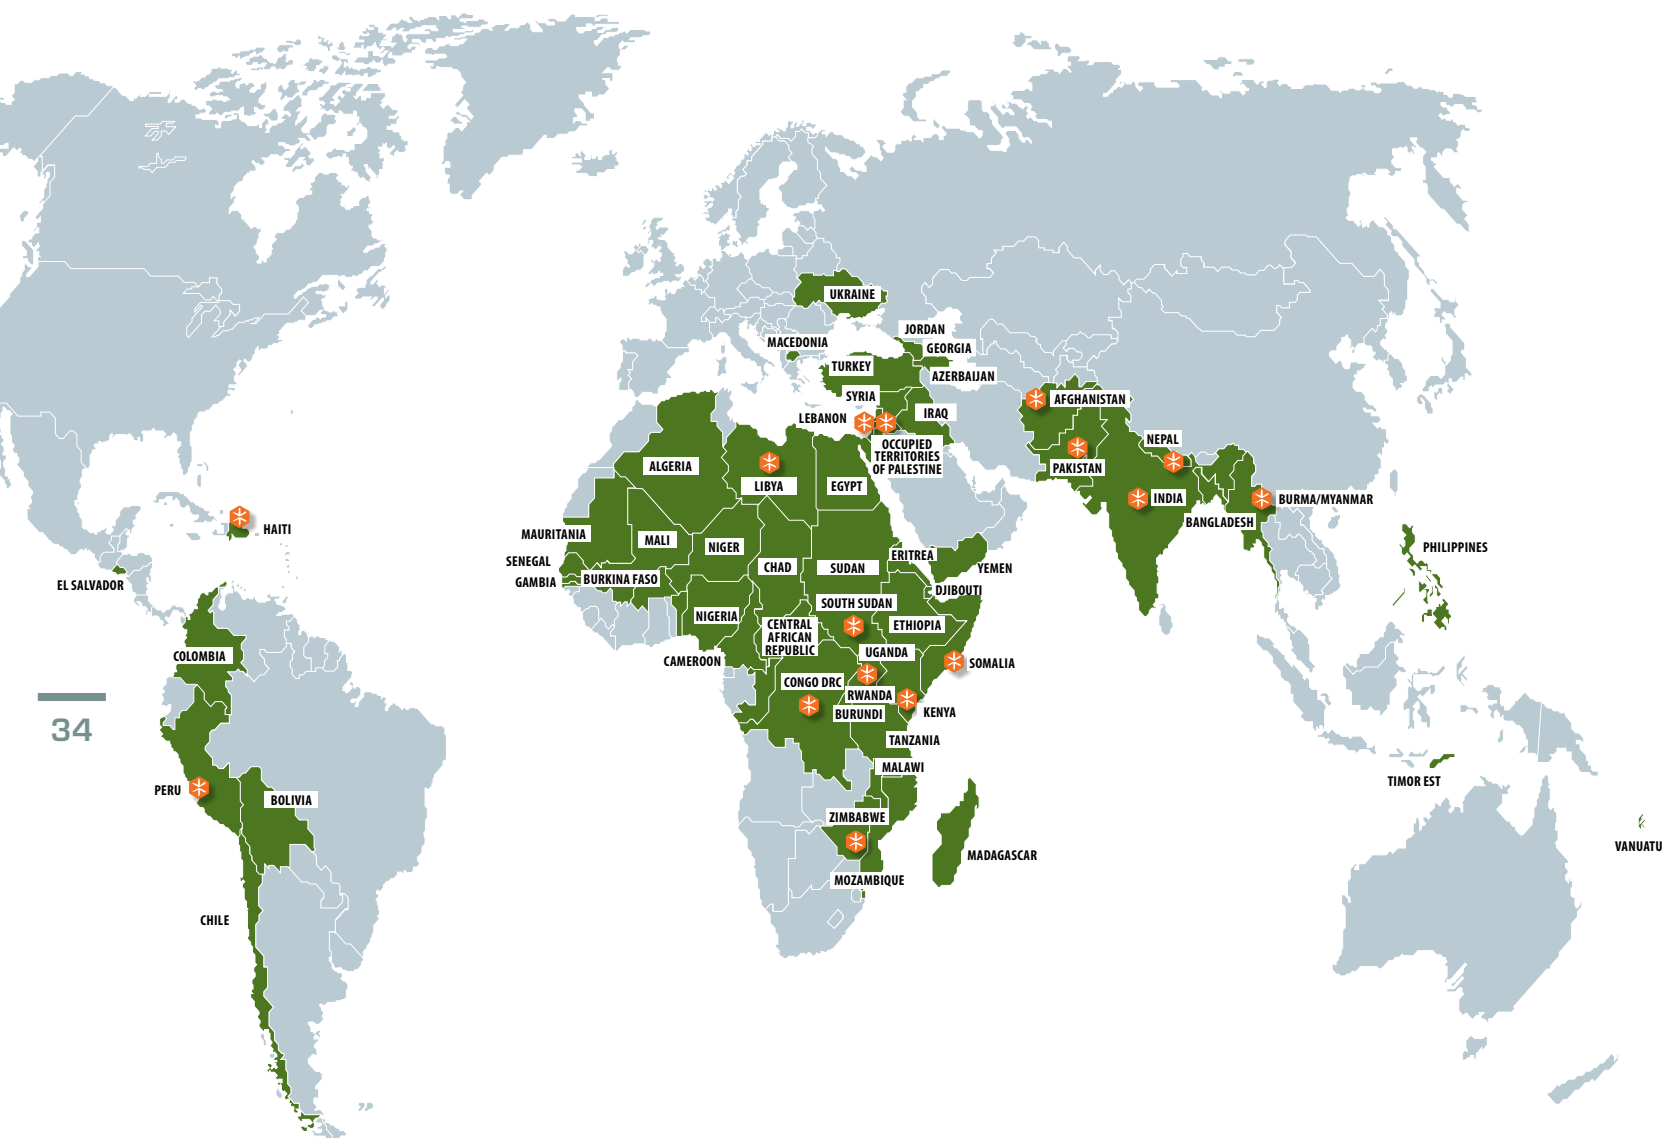 UKRAINE
JORDAN
MACEDONIA
GEORGIA
TURKEY
AZERBAIJAN
SYRIA
AFGHANISTAN
LEBANON
IRAQ
OCCUPIED
TERRITORIES
OF PALESTINE
NEPAL
ALGERIA
PAKISTAN
LIBYA
EGYPT
INDIA
BURMA/MYANMAR
BANGLADESH
HAITI
MAURITANIA
MALI
NIGER
PHILIPPINES
ERITREA
SENEGAL
CHAD
SUDAN
YEMEN
EL SALVADOR
GAMBIA
BURKINA FASO
DJIBOUTI
SOUTH SUDAN
NIGERIA
CENTRAL
AFRICAN
REPUBLIC
ETHIOPIA
COLOMBIA
CAMEROON
UGANDA
SOMALIA
CONGO DRC
RWANDA
BURUNDI
KENYA
34
TANZANIA
MALAWI
TIMOR EST
PERU
BOLIVIA
ZIMBABWE
VANUATU
MADAGASCAR
MOZAMBIQUE
CHILE